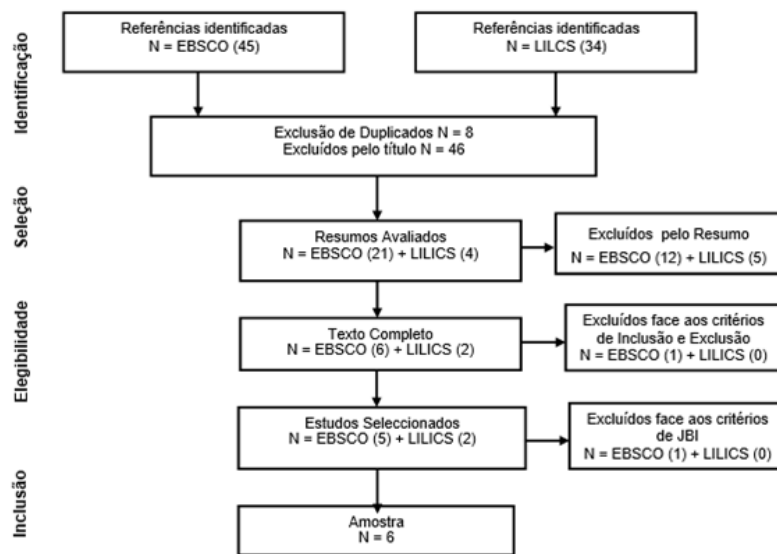 Identificação
Referências identificadas
N = EBSCO (45)
Referências identificadas
N = LILCS (34)
Exclusão de Duplicados N = 8
Excluídos pelo título N = 46
Seleção
Resumos Avaliados
N = EBSCO (21) + LILICS (4)
Excluídos pelo Resumo
N = EBSCO (12) + LILICS (5)
Elegibilidade
Texto Completo
N = EBSCO (6) + LILICS (2)
Excluídos face aos critérios
de Inclusão e Exclusão
N = EBSCO (1) + LILICS (0)
Estudos Seleccionados
N = EBSCO (5) + LILICS (2)
Excluídos face aos critérios
de JBI
N = EBSCO (1) + LILICS (0)
Inclusão
Amostra
N = 6